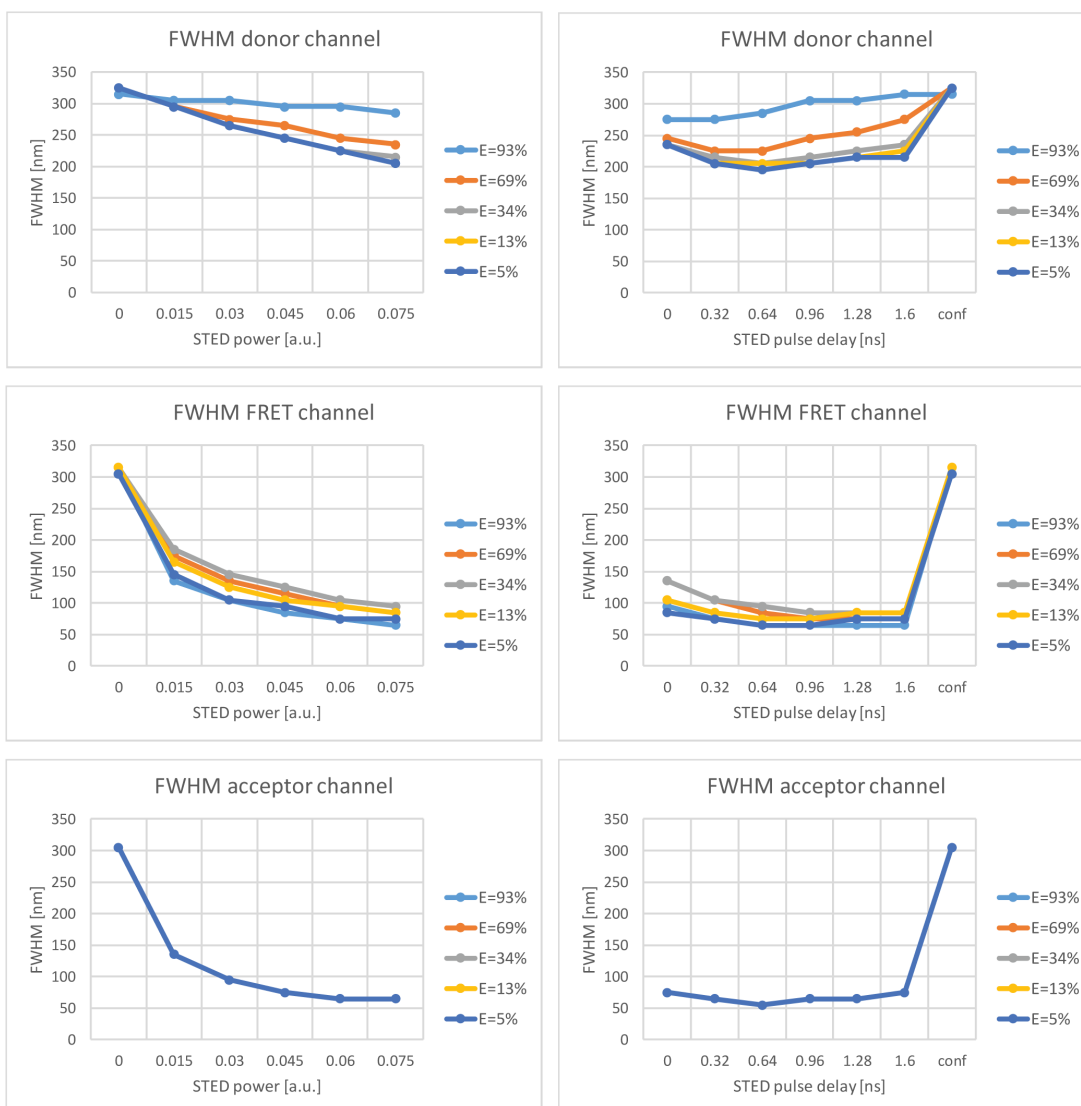 FWHM donor channel
350
300
250
200
150
100
50
0
FWHM [nm]
0 0.015 0.03 0.045 0.06 0.075
STED power [a.u.]
E=93%
E=69%
E=34%
E=13%
E=5%
FWHM donor channel
350
300
250
200
150
100
50
0
FWHM [nm]
0 0.32 0.64 0.96 1.28 1.6 conf
STED pulse delay [ns]
E=93%
E=69%
E=34%
E=13%
E=5%
FWHM FRET channel
350
300
250
200
150
100
50
0
FWHM [nm]
0 0.015 0.03 0.045 0.06 0.075
STED power [a.u.]
E=93%
E=69%
E=34%
E=13%
E=5%
FWHM FRET channel
350
300
250
200
150
100
50
0
FWHM [nm]
0 0.32 0.64 0.96 1.28 1.6 conf
STED pulse delay [ns]
E=93%
E=69%
E=34%
E=13%
E=5%
FWHM acceptor channel
350
300
250
200
150
100
50
0
FWHM [nm]
0 0.015 0.03 0.045 0.06 0.075
STED power [a.u.]
E=93%
E=69%
E=34%
E=13%
E=5%
FWHM acceptor channel
350
300
250
200
150
100
50
0
FWHM [nm]
0 0.32 0.64 0.96 1.28 1.6 conf
STED pulse delay [ns]
E=93%
E=69%
E=34%
E=13%
E=5%